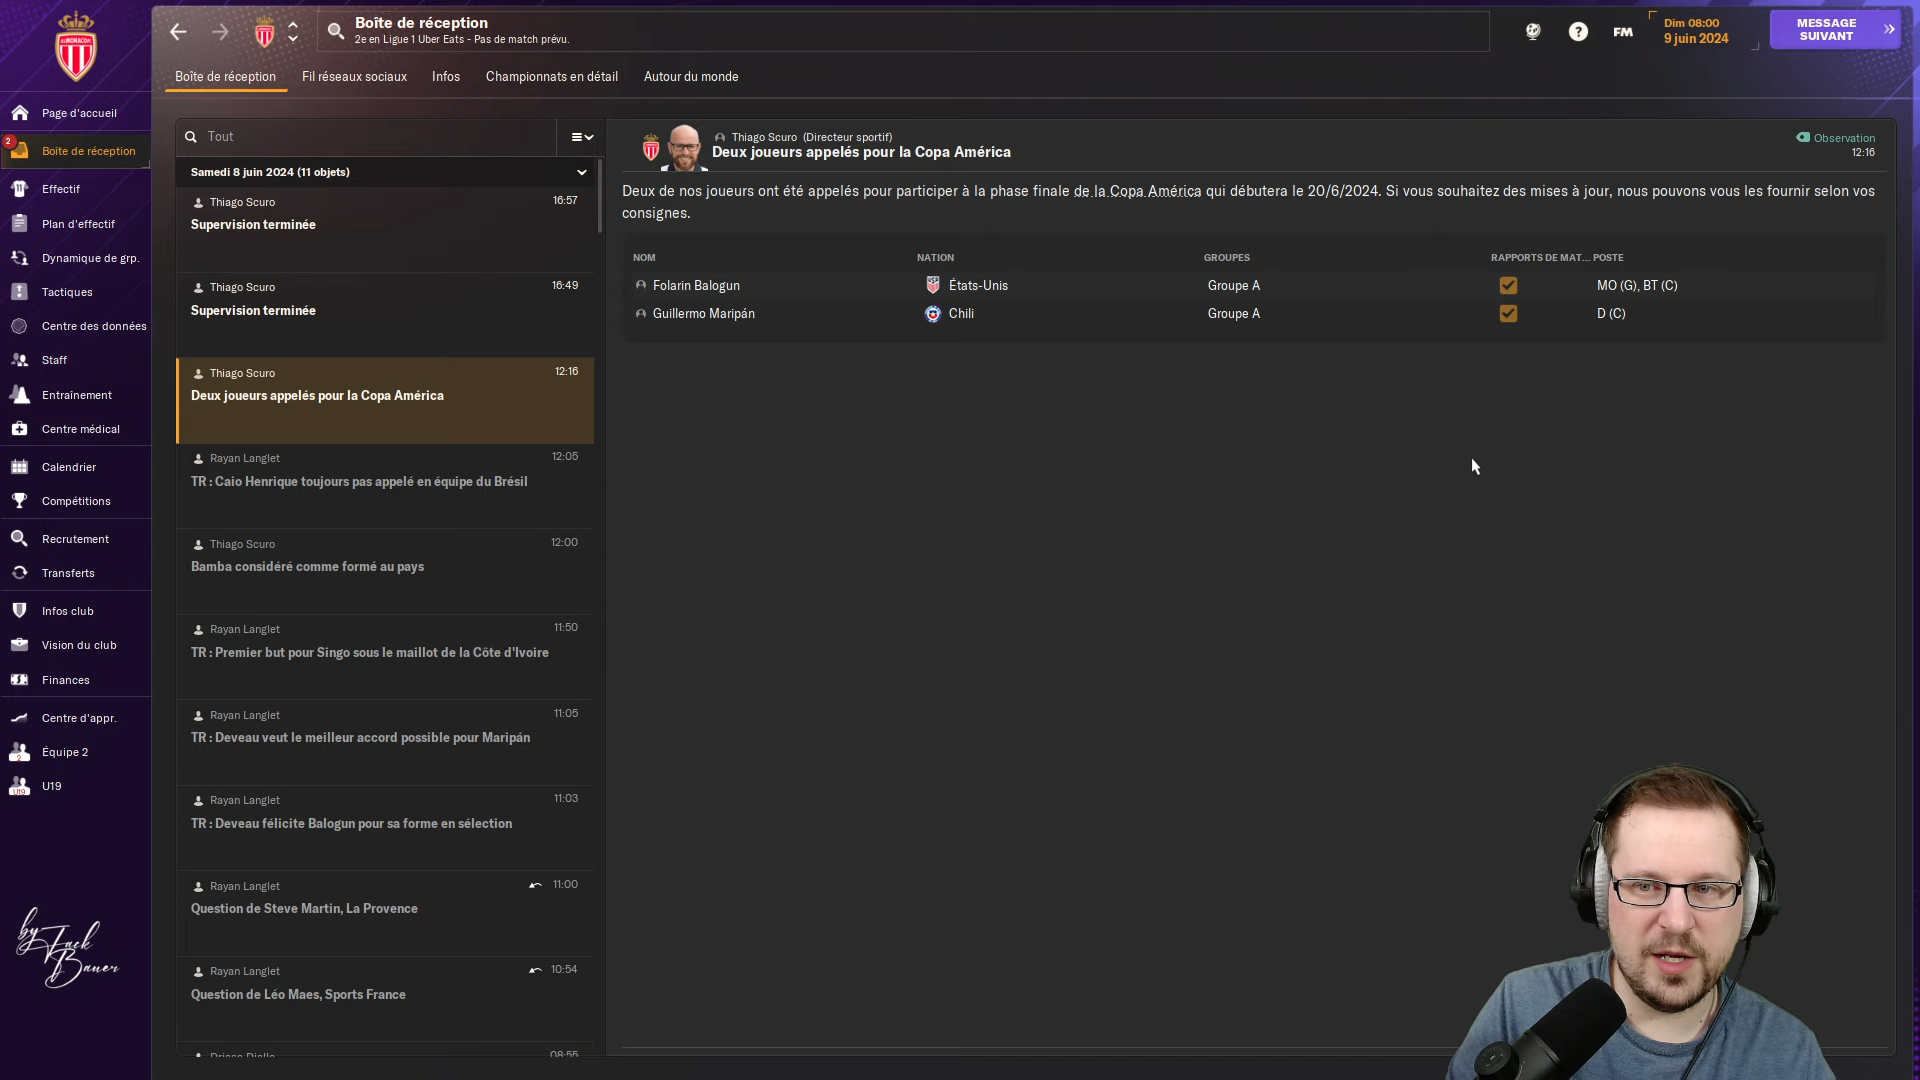 Boîte de réception
2e en Ligue 1 Uber Eats - Pas de match prévu.
FM
Dim 08:00
9 juin 2024
MESSAGE
SUIVANT
Boîte de réception
Fil réseaux sociaux
Infos
Championnats en détail
Autour du monde
Page d'accueil
2
Boîte de réception
Effectif
Plan d'effectif
Dynamique de grp.
Tactiques
Centre des données
Staff
Entraînement
Centre médical
Calendrier
Compétitions
Recrutement
Transferts
Infos club
Vision du club
Finances
Centre d'appr.
Équipe 2
U19
by Jack
Bauer
Tout
Samedi 8 juin 2024 (11 objets)
Thiago Scuro 16:57
Supervision terminée
Thiago Scuro 16:49
Supervision terminée
Thiago Scuro 12:16
Deux joueurs appelés pour la Copa América
Rayan Langlet 12:05
TR : Caio Henrique toujours pas appelé en équipe du Brésil
Thiago Scuro 12:00
Bamba considéré comme formé au pays
Rayan Langlet 11:50
TR : Premier but pour Singo sous le maillot de la Côte d'Ivoire
Rayan Langlet 11:05
TR : Deveau veut le meilleur accord possible pour Maripán
Rayan Langlet 11:03
TR : Deveau félicite Balogun pour sa forme en sélection
Rayan Langlet 11:00
Question de Steve Martin, La Provence
Rayan Langlet 10:54
Question de Léo Maes, Sports France
08:55
Thiago Scuro (Directeur sportif)
Deux joueurs appelés pour la Copa América
Observation
12:16
Deux de nos joueurs ont été appelés pour participer à la phase finale de la Copa América qui débutera le 20/6/2024. Si vous souhaitez des mises à jour, nous pouvons vous les fournir selon vos
consignes.
NOM NATION GROUPES RAPPORTS DE MAT... POSTE
Folarin Balogun États-Unis Groupe A MO (G), BT (C)
Guillermo Maripán Chili Groupe A D (C)